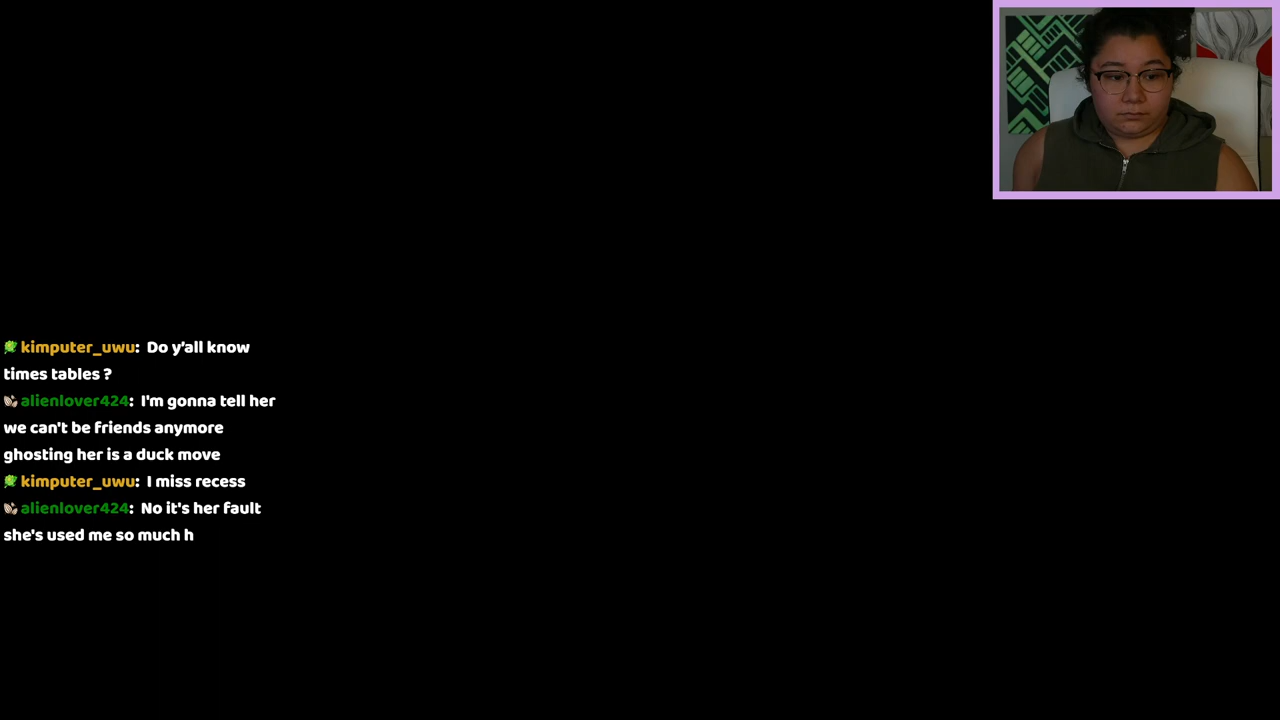 kimputer_uwu: Do y'all know
times tables ?
alienlover424: I'm gonna tell her
we can't be friends anymore
ghosting her is a duck move
kimputer_uwu: I miss recess
alienlover424: No it's her fault
she's used me so much h